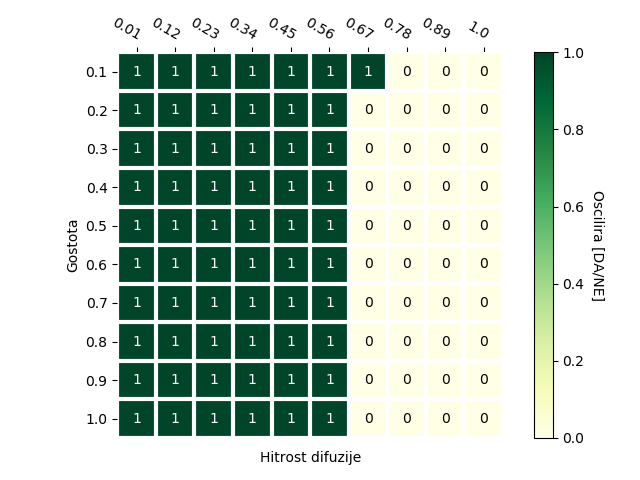 0.01 0.12 0.23 0.34 0.45 0.56 0.67 0.78 0.89 1.0
0.1 1 1 1 1 1 1 1 0 0 0
0.2 1 1 1 1 1 1 0 0 0 0
0.3 1 1 1 1 1 1 0 0 0 0
0.4 1 1 1 1 1 1 0 0 0 0
0.5 1 1 1 1 1 1 0 0 0 0
0.6 1 1 1 1 1 1 0 0 0 0
0.7 1 1 1 1 1 1 0 0 0 0
0.8 1 1 1 1 1 1 0 0 0 0
0.9 1 1 1 1 1 1 0 0 0 0
1.0 1 1 1 1 1 1 0 0 0 0
Gostota
Hitrost difuzije
1.0
0.8
0.6
0.4
0.2
0.0
Oscilira [DA/NE]